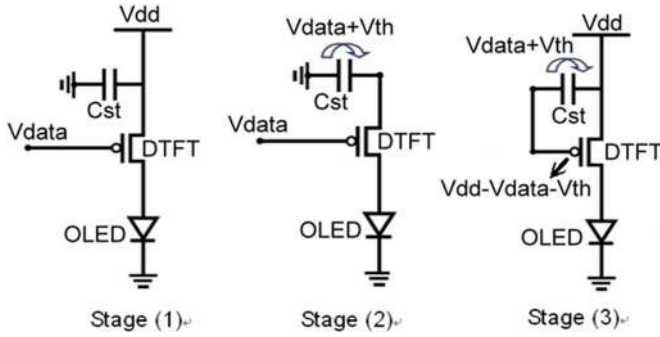 Vdd
Cst
Vdata
DTFT
OLED
Stage (1)
Vdata+Vth
Cst
Vdata
DTFT
OLED
Stage (2)
Vdata+Vth
Vdd
Cst
DTFT
Vdd-Vdata-Vth
OLED
Stage (3)